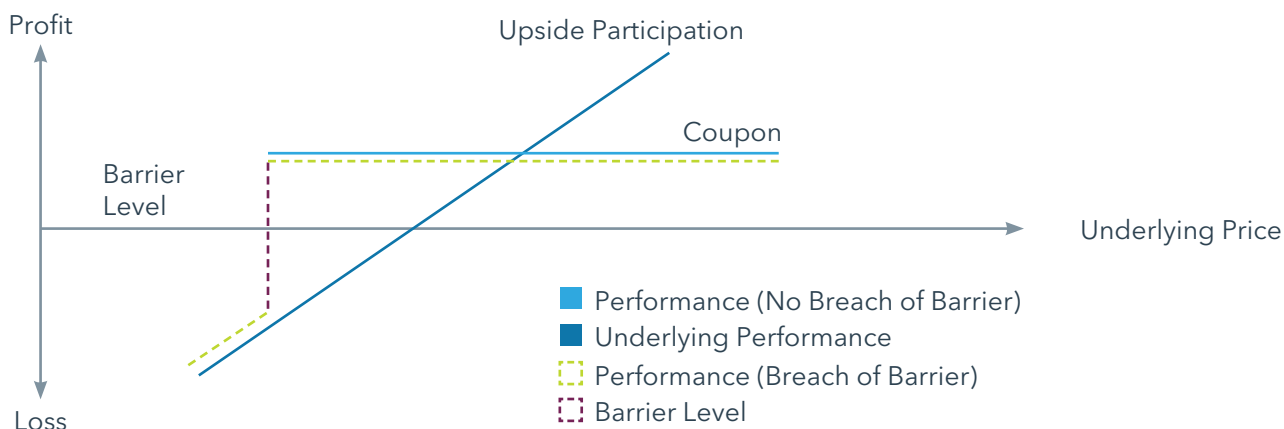 Profit
Upside Participation
Coupon
Barrier
Level
Underlying Price
Performance (No Breach of Barrier)
Underlying Performance
Performance (Breach of Barrier)
Barrier Level
Loss